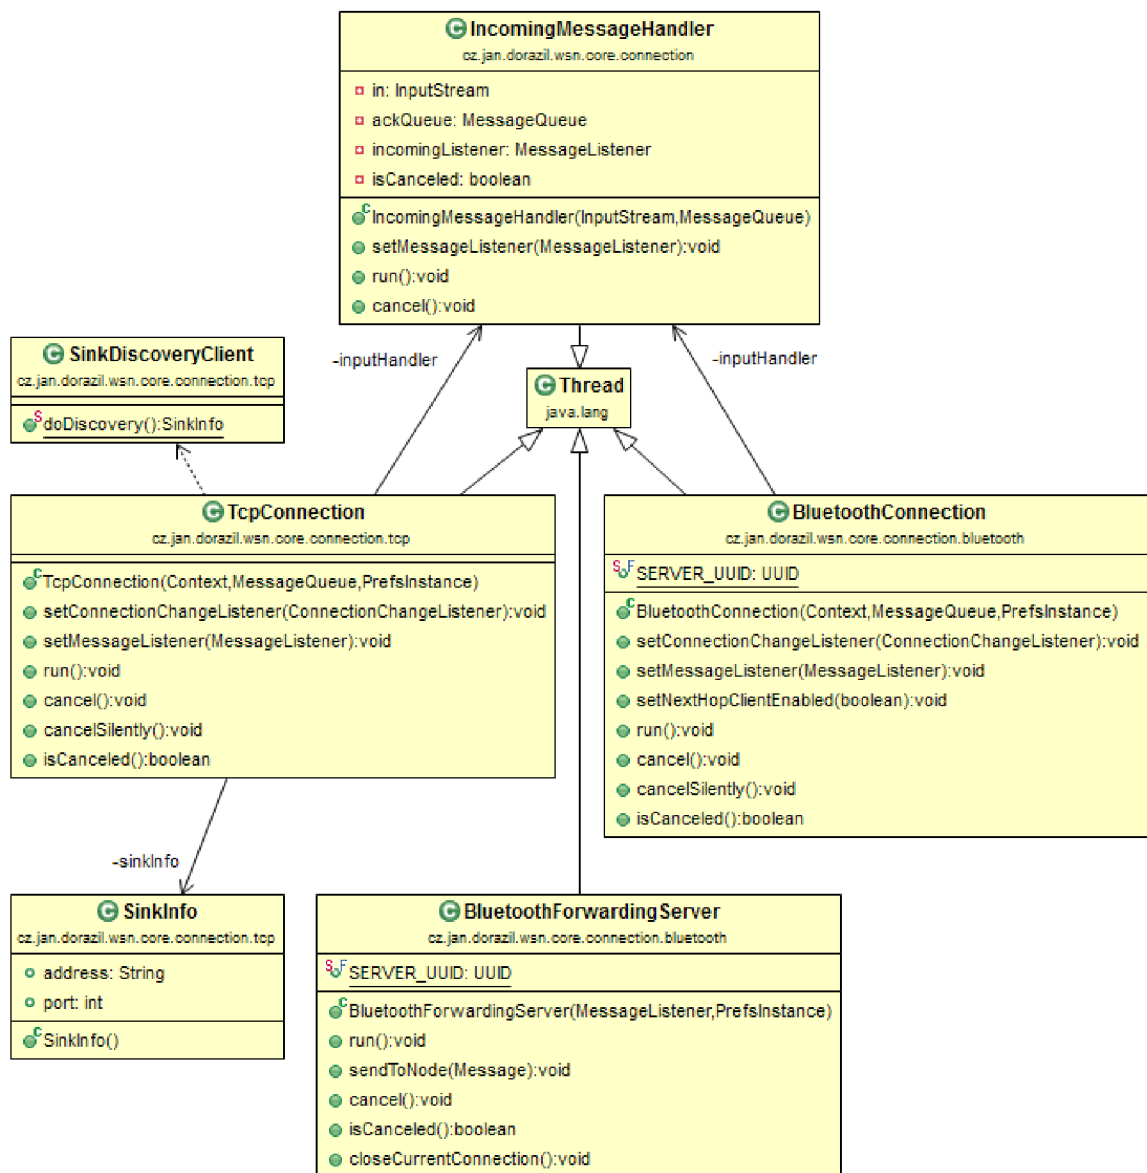 IncomingMessageHandler
cz.jan.dorazil.wsn.core.connection
in: InputStream
ackQueue: MessageQueue
incomingListener: MessageListener
isCanceled: boolean
IncomingMessageHandler(InputStream,MessageQueue)
setMessageListener(MessageListener):void
run():void
cancel():void
-inputHandler
-inputHandler
SinkDiscoveryClient
cz.jan.dorazil.wsn.core.connection.tcp
doDiscovery():SinkInfo
Thread
java.lang
TcpConnection
cz.jan.dorazil.wsn.core.connection.tcp
TcpConnection(Context,MessageQueue,PrefsInstance)
setConnectionChangeListener(ConnectionChangeListener):void
setMessageListener(MessageListener):void
run():void
cancel():void
cancelSilently():void
isCanceled():boolean
BluetoothConnection
cz.jan.dorazil.wsn.core.connection.bluetooth
SERVER_UUID: UUID
BluetoothConnection(Context,MessageQueue,PrefsInstance)
setConnectionChangeListener(ConnectionChangeListener):void
setMessageListener(MessageListener):void
setNextHopClientEnabled(boolean):void
run():void
cancel():void
cancelSilently():void
isCanceled():boolean
-sinkInfo
SinkInfo
cz.jan.dorazil.wsn.core.connection.tcp
address: String
port: int
SinkInfo()
BluetoothForwardingServer
cz.jan.dorazil.wsn.core.connection.bluetooth
SERVER_UUID: UUID
BluetoothForwardingServer(MessageListener,PrefsInstance)
run():void
sendToNode(Message):void
cancel():void
isCanceled():boolean
closeCurrentConnection():void